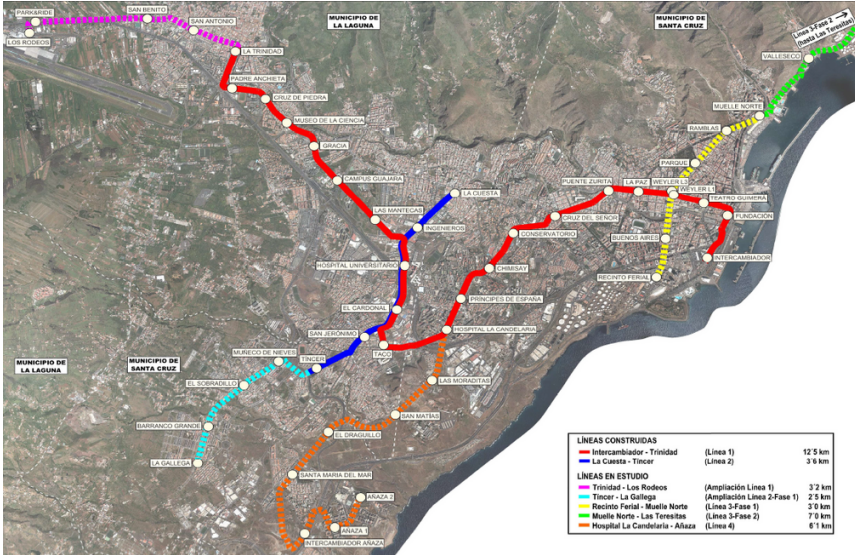 PARK&RIDE
SAN BENITO
SAN ANTONIO
LOS RODEOS
LA TRINIDAD
MUNICIPIO DE
LA LAGUNA
MUNICIPIO DE
SANTA CRUZ
Línea 3-Fase 2
(hasta Las Teresitas)
VALLESECO
PADRE ANCHIETA
CRUZ DE PIEDRA
MUELLE NORTE
MUSEO DE LA CIENCIA
RAMBLAS
GRACIA
PARQUE
CAMPUS GUAJARA
PUENTE ZURITA
LA PAZ
WEYLER L3
WEYLER L1
LA CUESTA
TEATRO GUIMERÁ
LAS MANTECAS
INGENIEROS
CRUZ DEL SEÑOR
FUNDACIÓN
CONSERVATORIO
BUENOS AIRES
HOSPITAL UNIVERSITARIO
CHIMISAY
INTERCAMBIADOR
RECINTO FERIAL
EL CARDONAL
PRÍNCIPES DE ESPAÑA
SAN JERÓNIMO
HOSPITAL LA CANDELARIA
TACO
MUÑECO DE NIEVES
TÍNCER
MUNICIPIO DE
LA LAGUNA
MUNICIPIO DE
SANTA CRUZ
EL SOBRADILLO
LAS MORADITAS
SAN MATÍAS
BARRANCO GRANDE
EL DRAGUILLO
LA GALLEGA
SANTA MARIA DEL MAR
AÑAZA 2
AÑAZA 1
INTERCAMBIADOR AÑAZA
LÍNEAS CONSTRUIDAS
Intercambiador - Trinidad (Línea 1) 12´5 km
La Cuesta - Tíncer (Línea 2) 3´6 km
LÍNEAS EN ESTUDIO
Trinidad - Los Rodeos (Ampliación Línea 1) 3´2 km
Tíncer - La Gallega (Ampliación Línea 2-Fase 1) 2´5 km
Recinto Ferial - Muelle Norte (Línea 3-Fase 1) 3´0 km
Muelle Norte - Las Teresitas (Línea 3-Fase 2) 7´0 km
Hospital La Candelaria - Añaza (Línea 4) 6´1 km